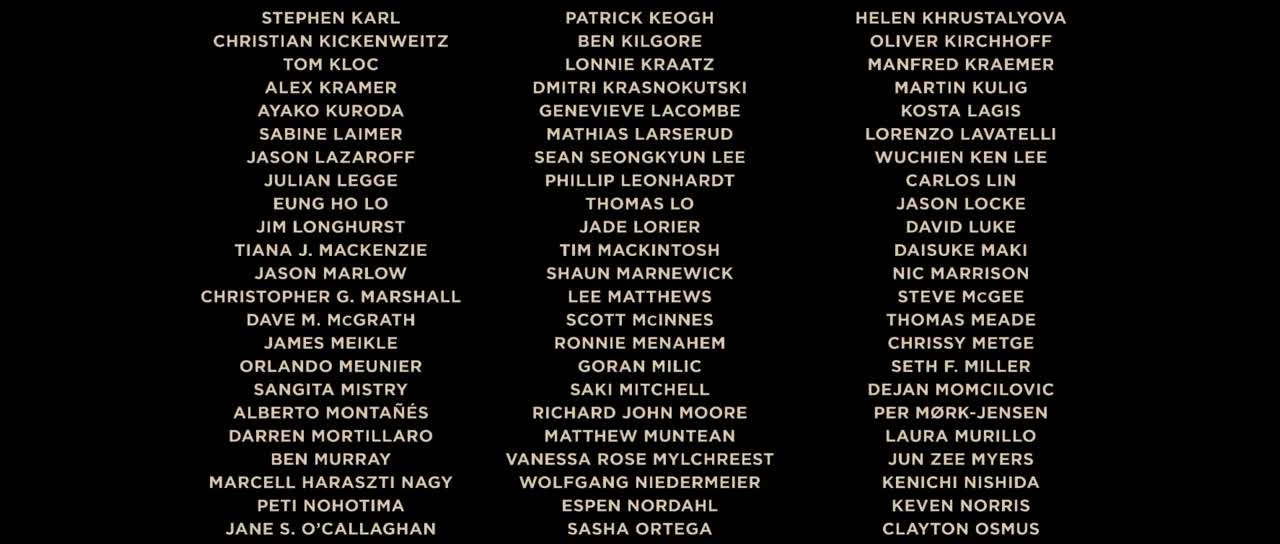 STEPHEN KARL PATRICK KEOGH HELEN KHRUSTALYOVA
CHRISTIAN KICKENWEITZ BEN KILGORE OLIVER KIRCHHOFF
TOM KLOC LONNIE KRAATZ MANFRED KRAEMER
ALEX KRAMER DMITRI KRASNOKUTSKI MARTIN KULIG
AYAKO KURODA GENEVIEVE LACOMBE KOSTA LAGIS
SABINE LAIMER MATHIAS LARSERUD LORENZO LAVATELLI
JASON LAZAROFF SEAN SEONGKYUN LEE WUCHIEN KEN LEE
JULIAN LEGGE PHILLIP LEONHARDT CARLOS LIN
EUNG HO LO THOMAS LO JASON LOCKE
JIM LONGHURST JADE LORIER DAVID LUKE
TIANA J. MACKENZIE TIM MACKINTOSH DAISUKE MAKI
JASON MARLOW SHAUN MARNEWICK NIC MARRISON
CHRISTOPHER G. MARSHALL LEE MATTHEWS STEVE McGEE
DAVE M. McGRATH SCOTT McINNES THOMAS MEADE
JAMES MEIKLE RONNIE MENAHEM CHRISSY METGE
ORLANDO MEUNIER GORAN MILIC SETH F. MILLER
SANGITA MISTRY SAKI MITCHELL DEJAN MOMCILOVIC
ALBERTO MONTAÑÉS RICHARD JOHN MOORE PER MØRK-JENSEN
DARREN MORTILLARO MATTHEW MUNTEAN LAURA MURILLO
BEN MURRAY VANESSA ROSE MYLCHREEST JUN ZEE MYERS
MARCELL HARASZTI NAGY WOLFGANG NIEDERMEIER KENICHI NISHIDA
PETI NOHOTIMA ESPEN NORDAHL KEVEN NORRIS
JANE S. O'CALLAGHAN SASHA ORTEGA CLAYTON OSMUS